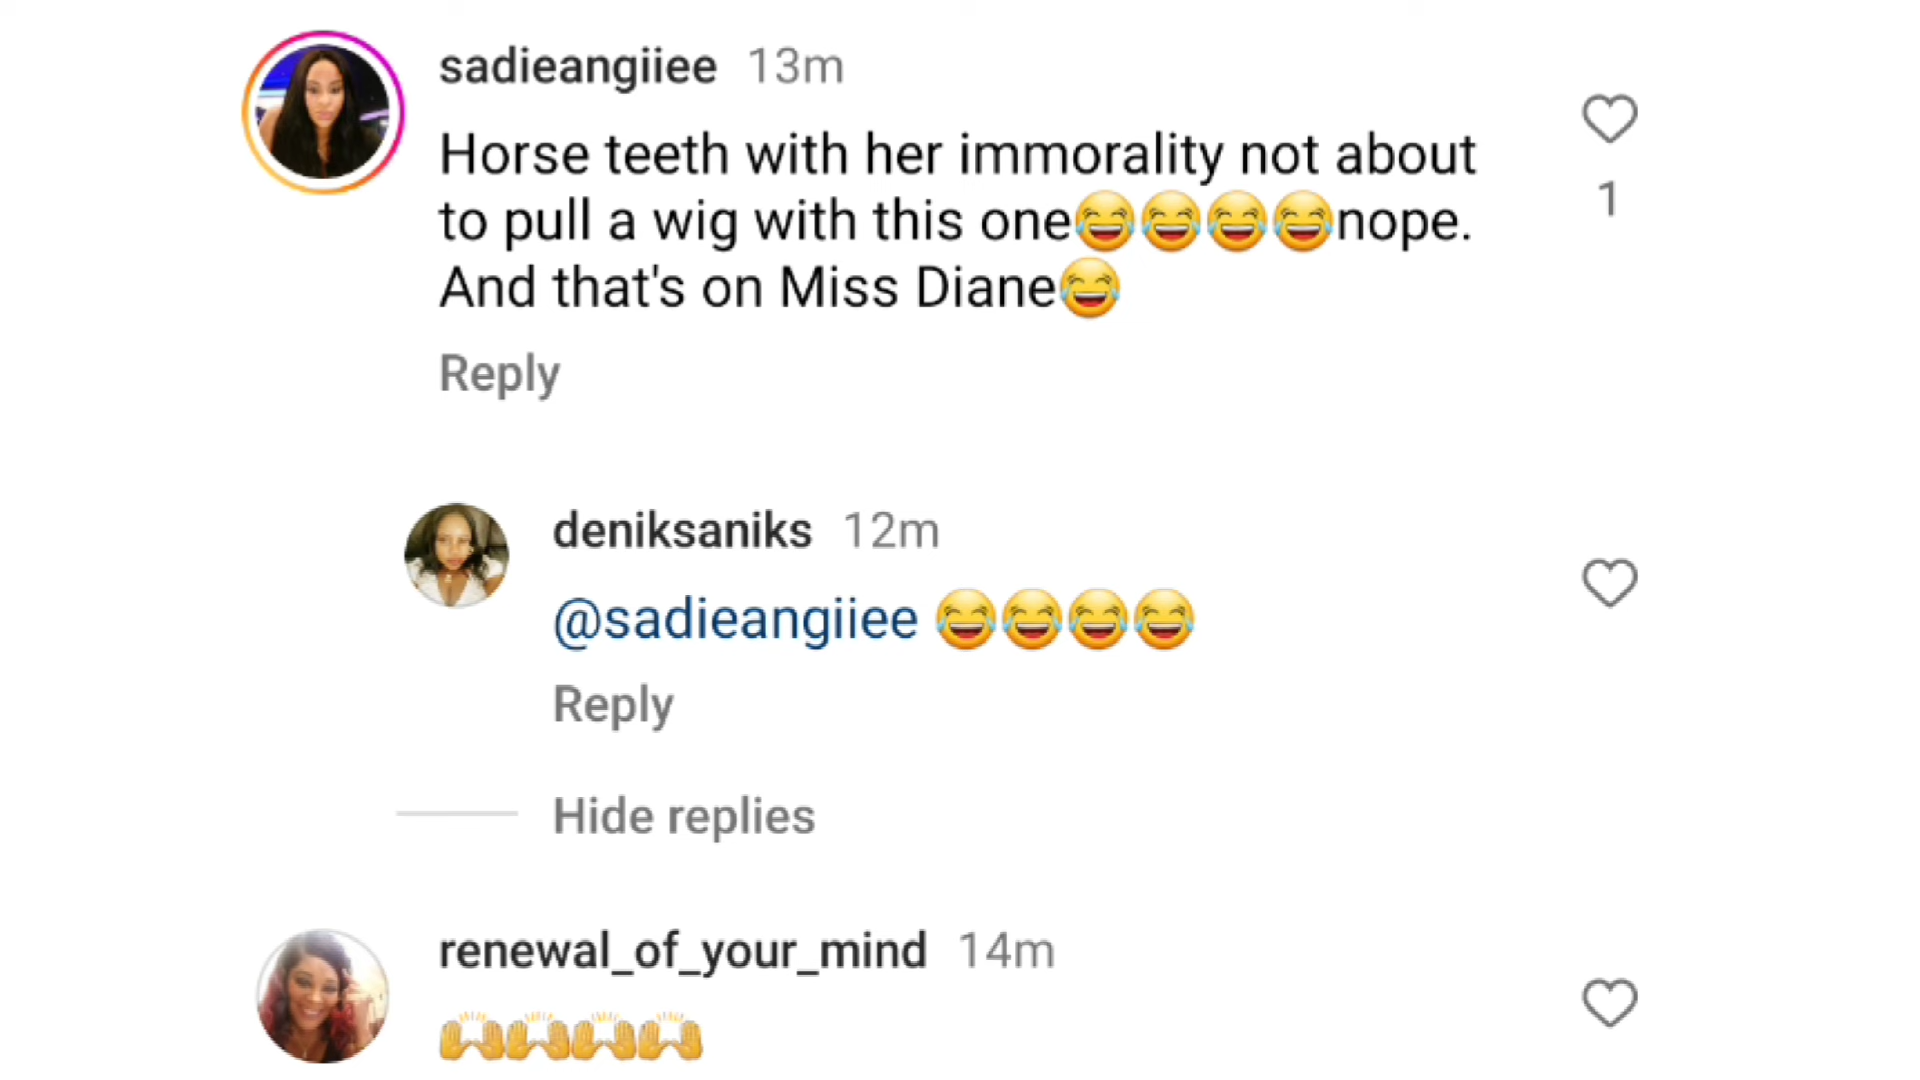 sadieangiiee 13m
Horse teeth with her immorality not about
to pull a wig with this one😂😂😂😂nope.
And that's on Miss Diane😂
1
Reply
deniksaniks 12m
@sadieangiiee 😂😂😂😂
Reply
Hide replies
renewal_of_your_mind 14m
🙌🙌🙌🙌